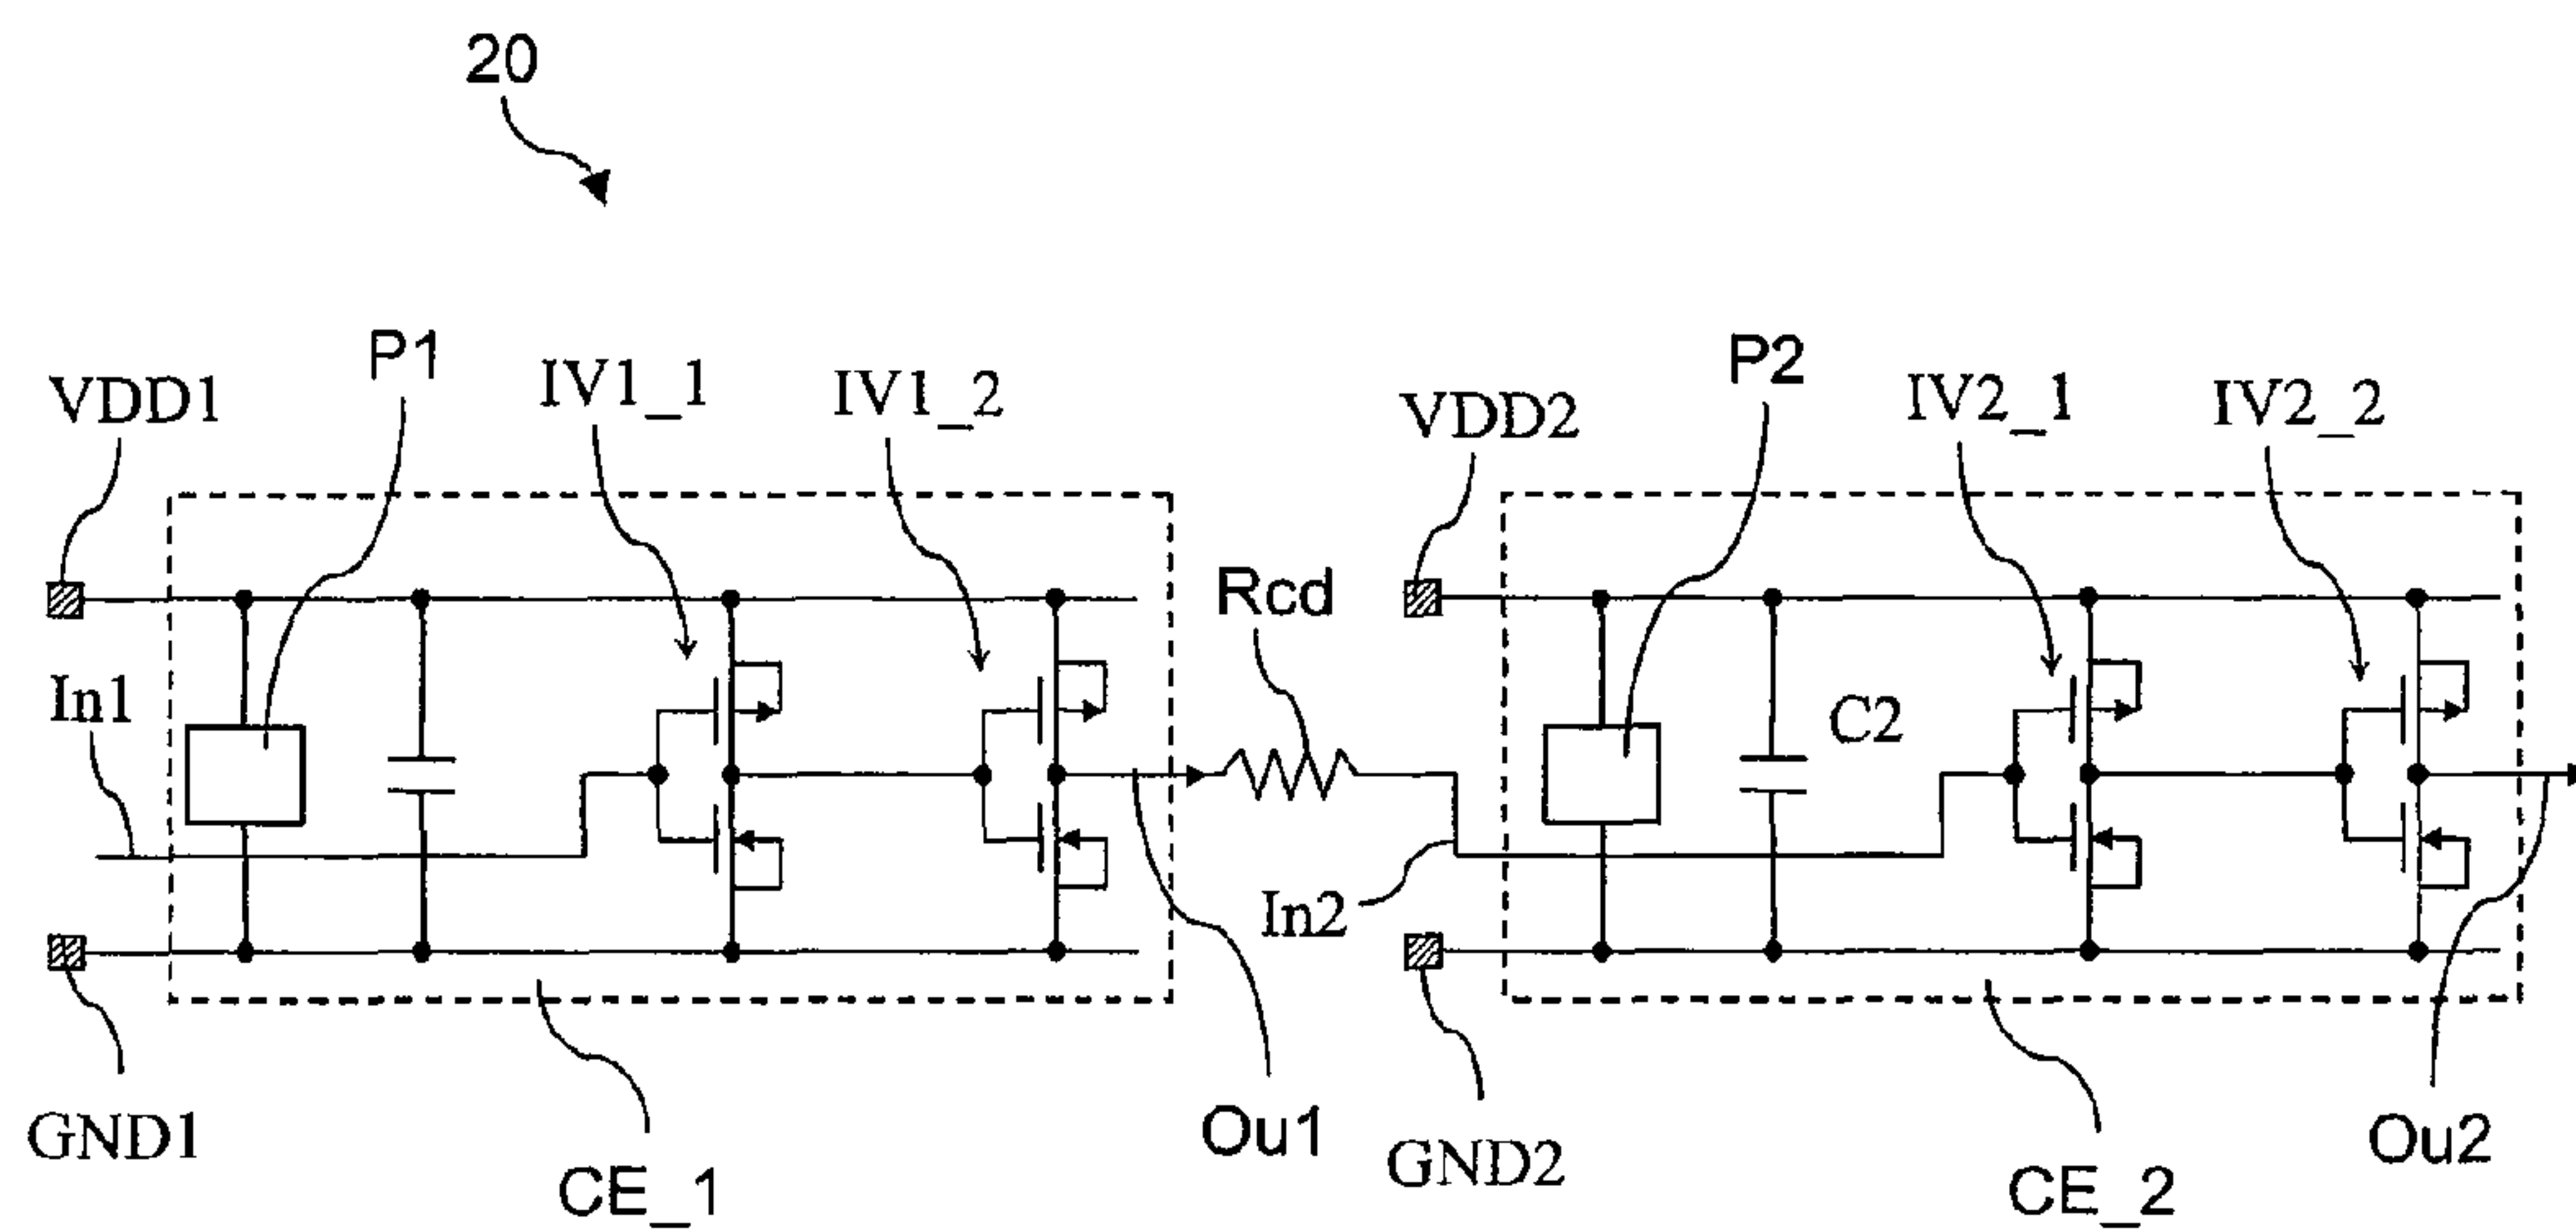 20
P1
P2
VDD1
IV1_1
IV1_2
VDD2
IV2_1
IV2_2
Rcd
In1
C2
In2
GND1
Ou1
GND2
Ou2
CE_1
CE_2